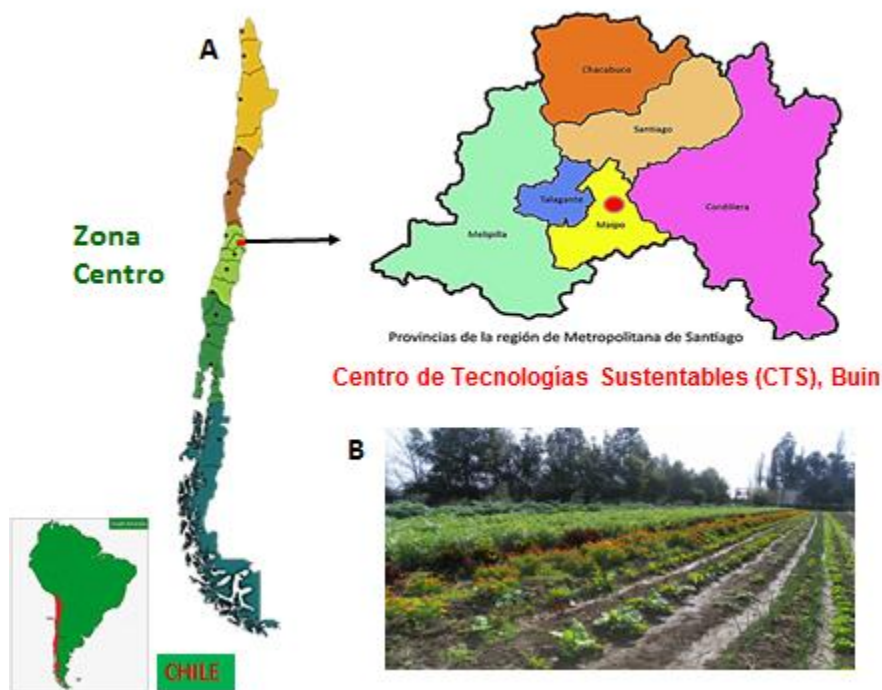 A
Zona
Centro
Chacabuco
Santiago
Cordillera
Talagante
Maipo
Melipilla
Provincias de la región de Metropolitana de Santiago
Centro de Tecnologías Sustentables (CTS), Buin
B
CHILE